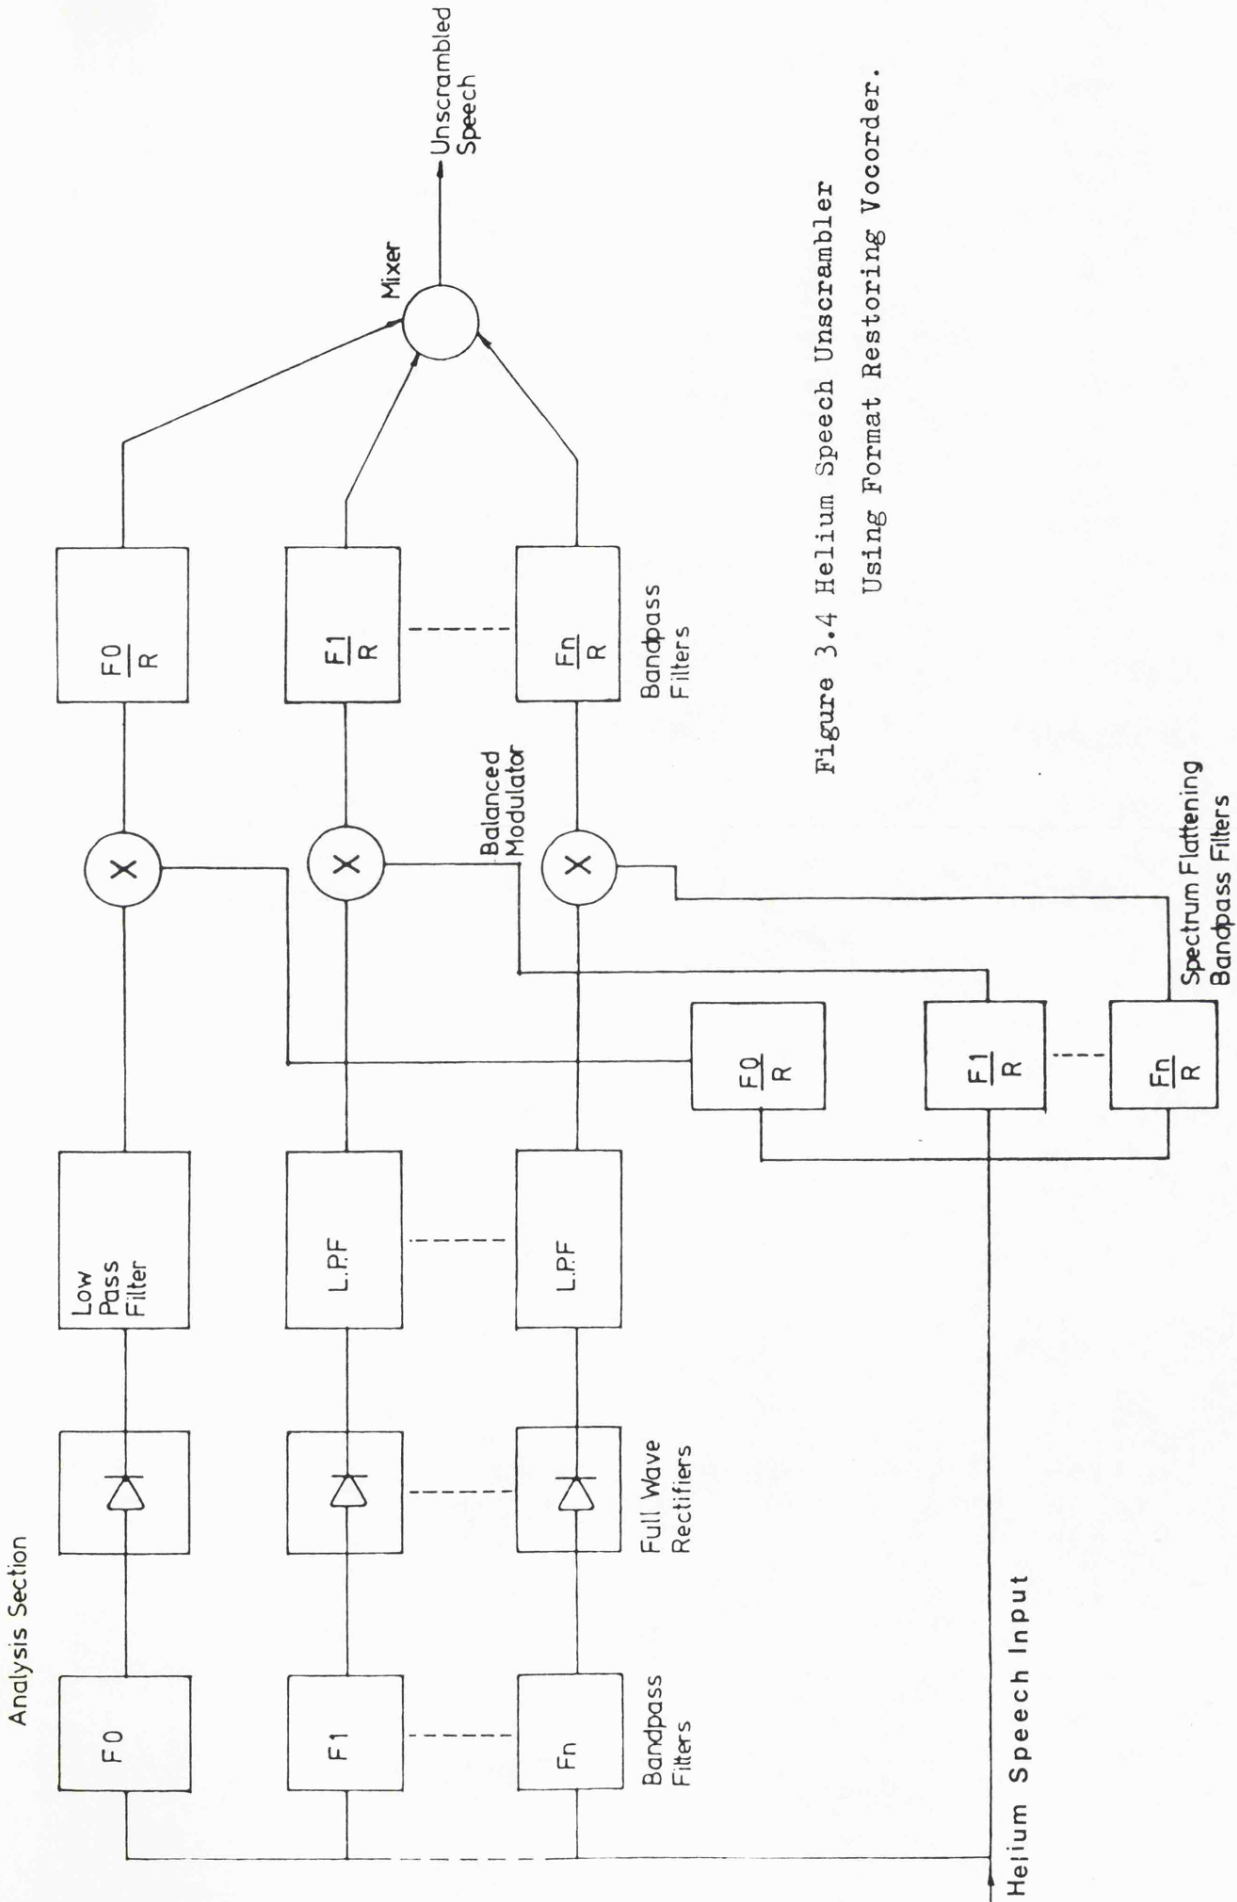 Analysis Section
F0
F1
Fn
Bandpass
Filters
Full Wave
Rectifiers
Low
Pass
Filter
L.P.F
L.P.F
X
X
X
Balanced
Modulator
F0
R
F1
R
Fn
R
Bandpass
Filters
Mixer
Unscrambled
Speech
Helium Speech Input
F0
R
F1
R
Fn
R
Spectrum Flattening
Bandpass Filters
Figure 3.4 Helium Speech Unscrambler
Using Format Restoring Vocorder.